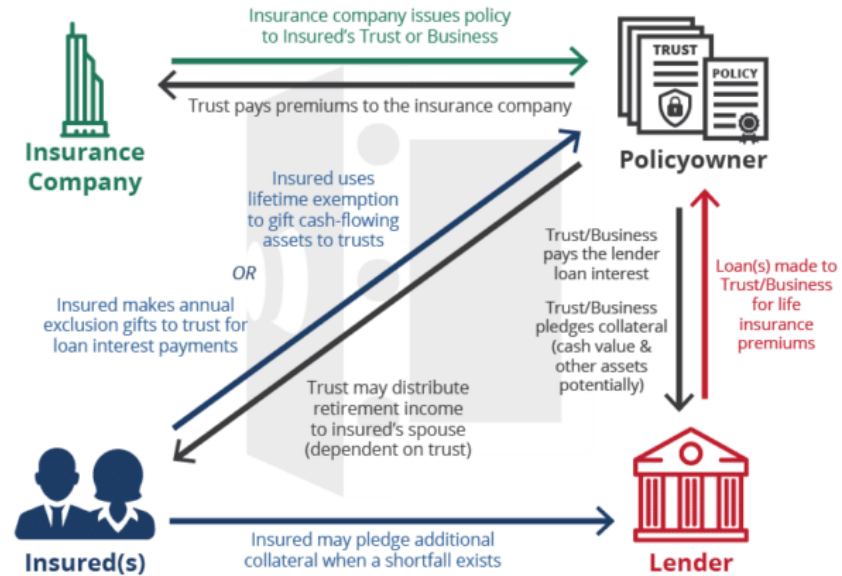 Insurance company issues policy
to Insured's Trust or Business
TRUST
POLICY
Trust pays premiums to the insurance company
Insurance
Company
Policyowner
Insured uses
lifetime exemption
to gift cash-flowing
assets to trusts
OR
Insured makes annual
exclusion gifts to trust for
loan interest payments
Trust/Business
pays the lender
loan interest
Trust/Business
pledges collateral
(cash value &
other assets
potentially)
Loan(s) made to
Trust/Business
for life
insurance
premiums
Trust may distribute
retirement income
to insured's spouse
(dependent on trust)
Insured may pledge additional
collateral when a shortfall exists
Insured(s)
Lender